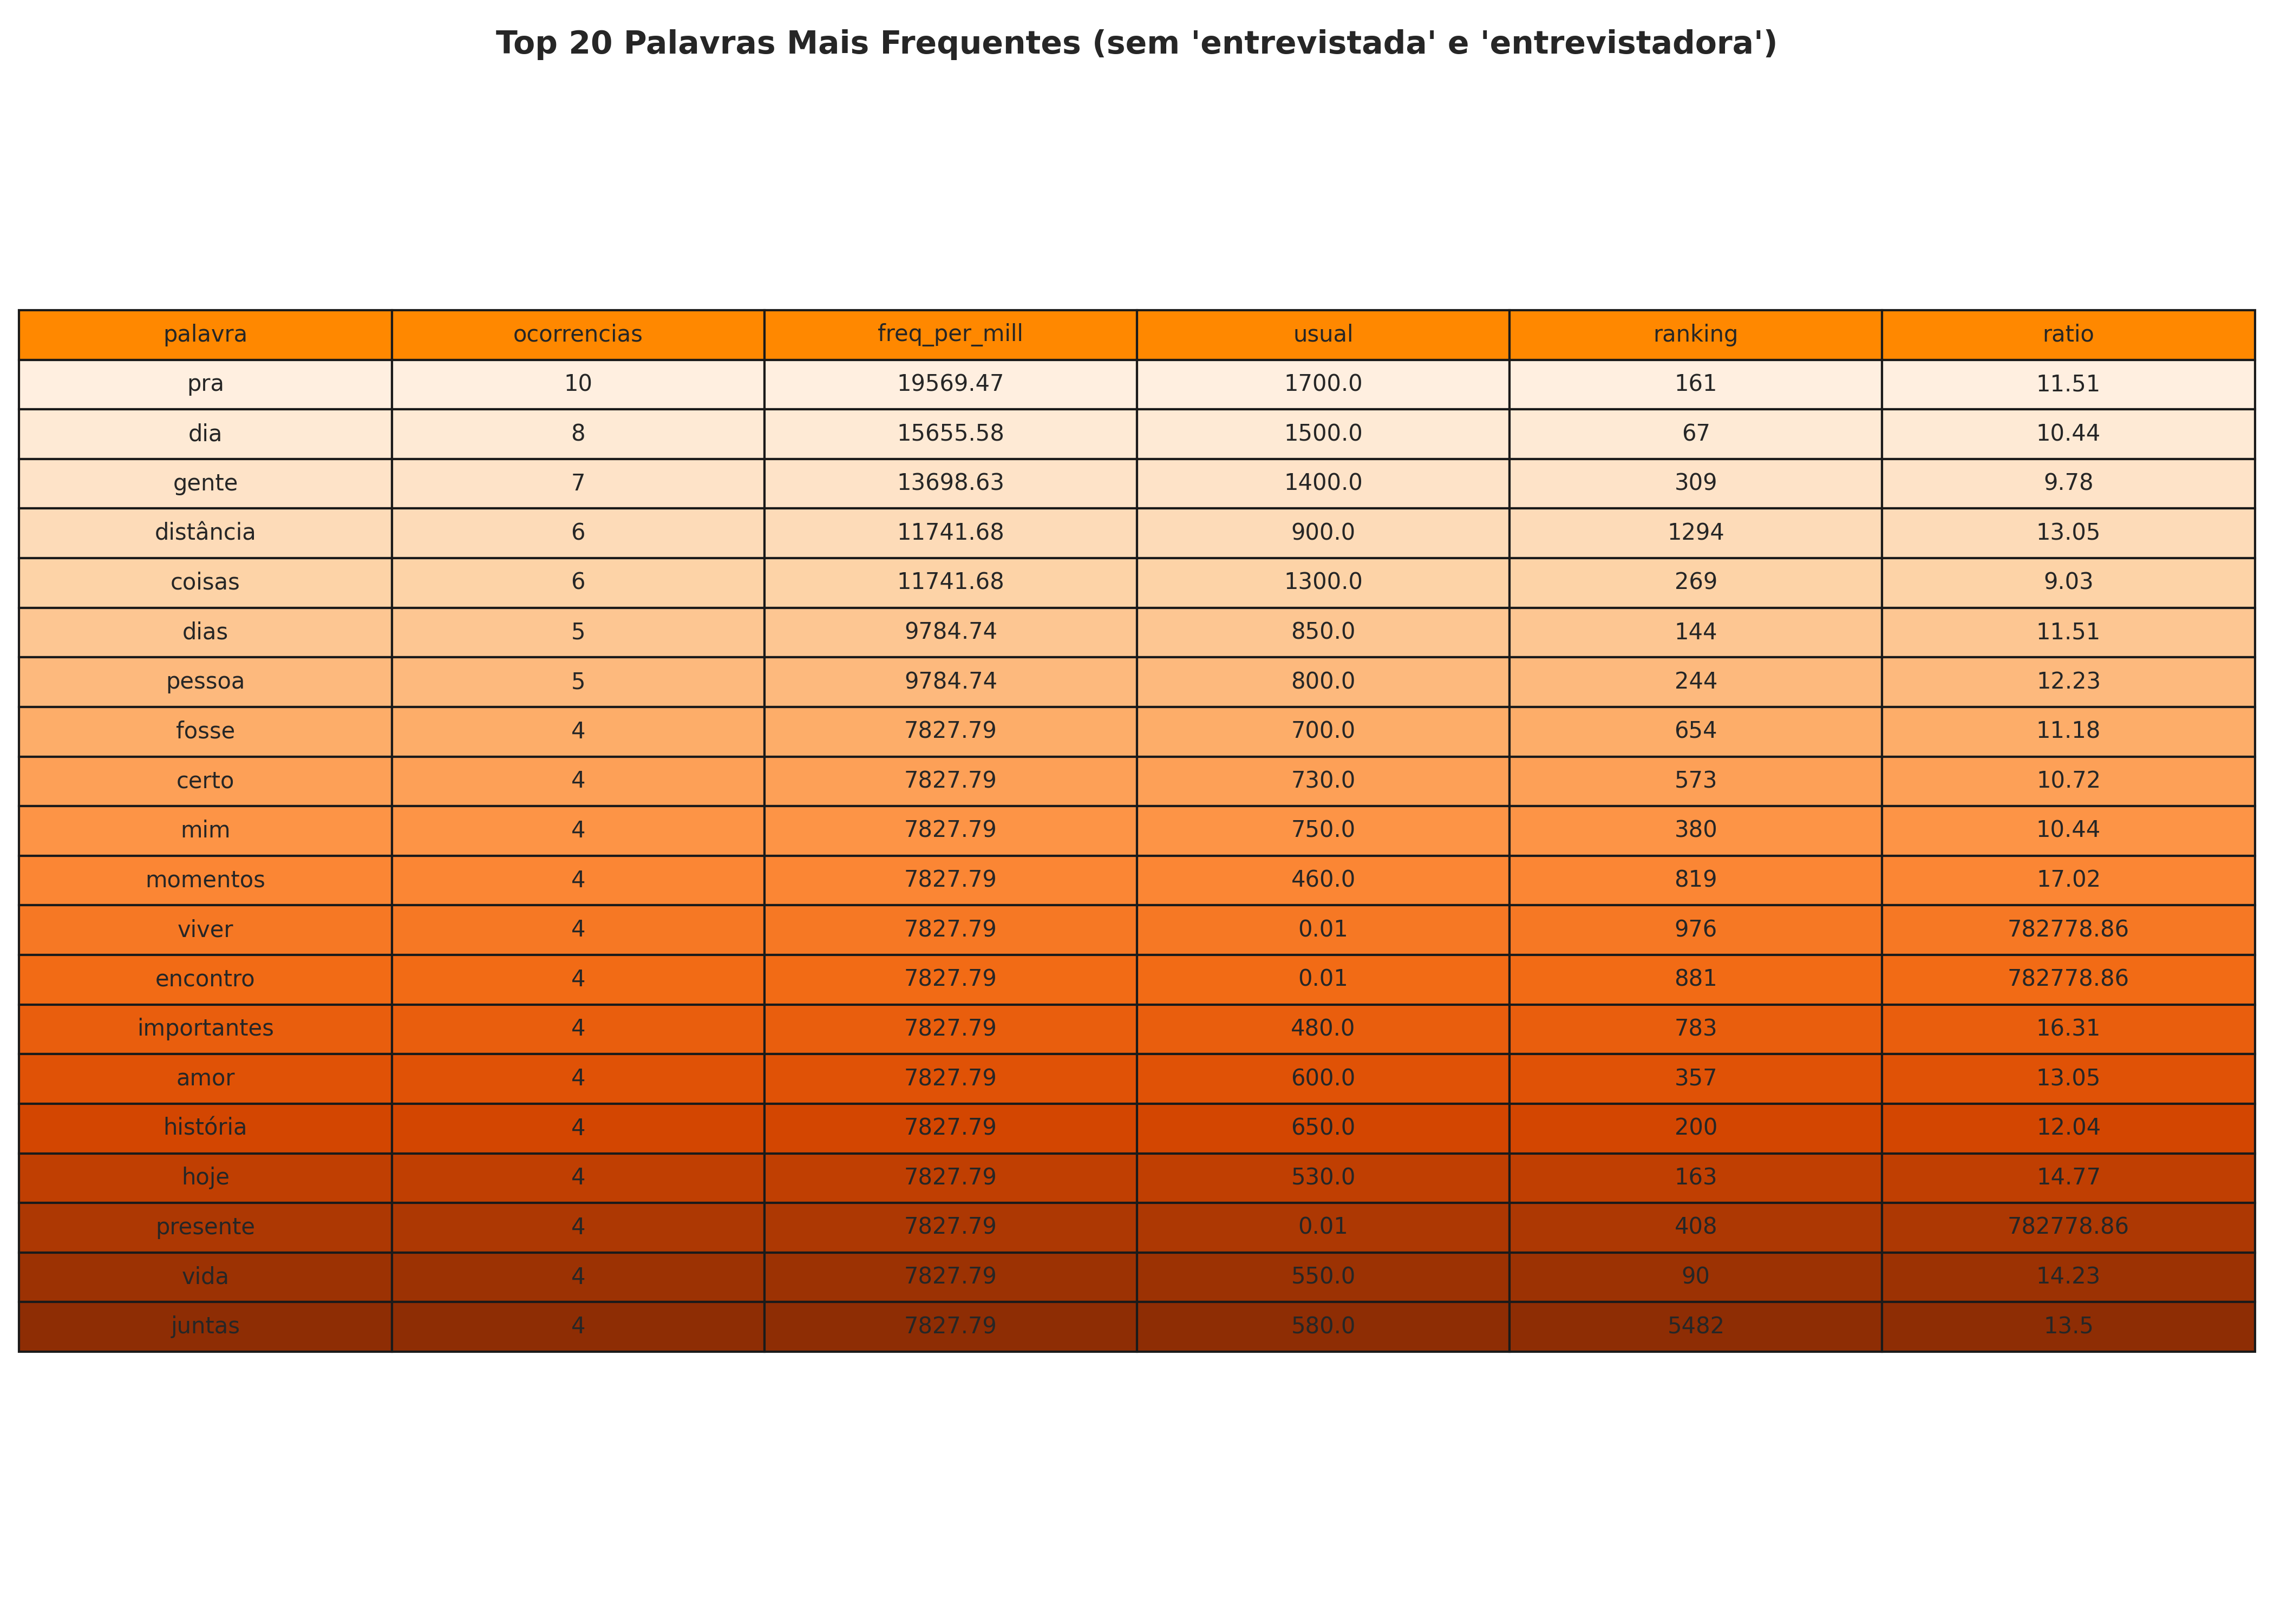 Top 20 Palavras Mais Frequentes (sem 'entrevistada' e 'entrevistadora')
palavra ocorrencias freq_per_mill usual ranking ratio
pra 10 19569.47 1700.0 161 11.51
dia 8 15655.58 1500.0 67 10.44
gente 7 13698.63 1400.0 309 9.78
distância 6 11741.68 900.0 1294 13.05
coisas 6 11741.68 1300.0 269 9.03
dias 5 9784.74 850.0 144 11.51
pessoa 5 9784.74 800.0 244 12.23
fosse 4 7827.79 700.0 654 11.18
certo 4 7827.79 730.0 573 10.72
mim 4 7827.79 750.0 380 10.44
momentos 4 7827.79 460.0 819 17.02
viver 4 7827.79 0.01 976 782778.86
encontro 4 7827.79 0.01 881 782778.86
importantes 4 7827.79 480.0 783 16.31
amor 4 7827.79 600.0 357 13.05
história 4 7827.79 650.0 200 12.04
hoje 4 7827.79 530.0 163 14.77
presente 4 7827.79 0.01 408 782778.86
vida 4 7827.79 550.0 90 14.23
juntas 4 7827.79 580.0 5482 13.5